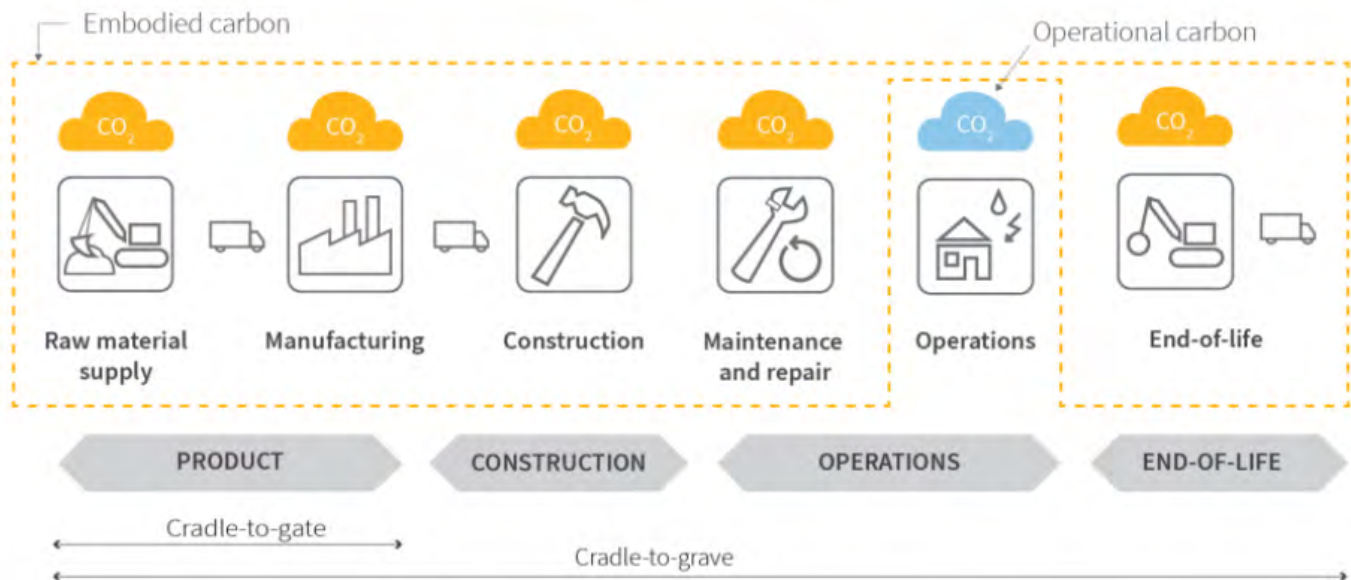 Embodied carbon
Operational carbon
CO₂
CO₂
CO₂
CO₂
CO₂
CO₂
Raw material
supply
Manufacturing
Construction
Maintenance
and repair
Operations
End-of-life
PRODUCT
CONSTRUCTION
OPERATIONS
END-OF-LIFE
Cradle-to-gate
Cradle-to-grave